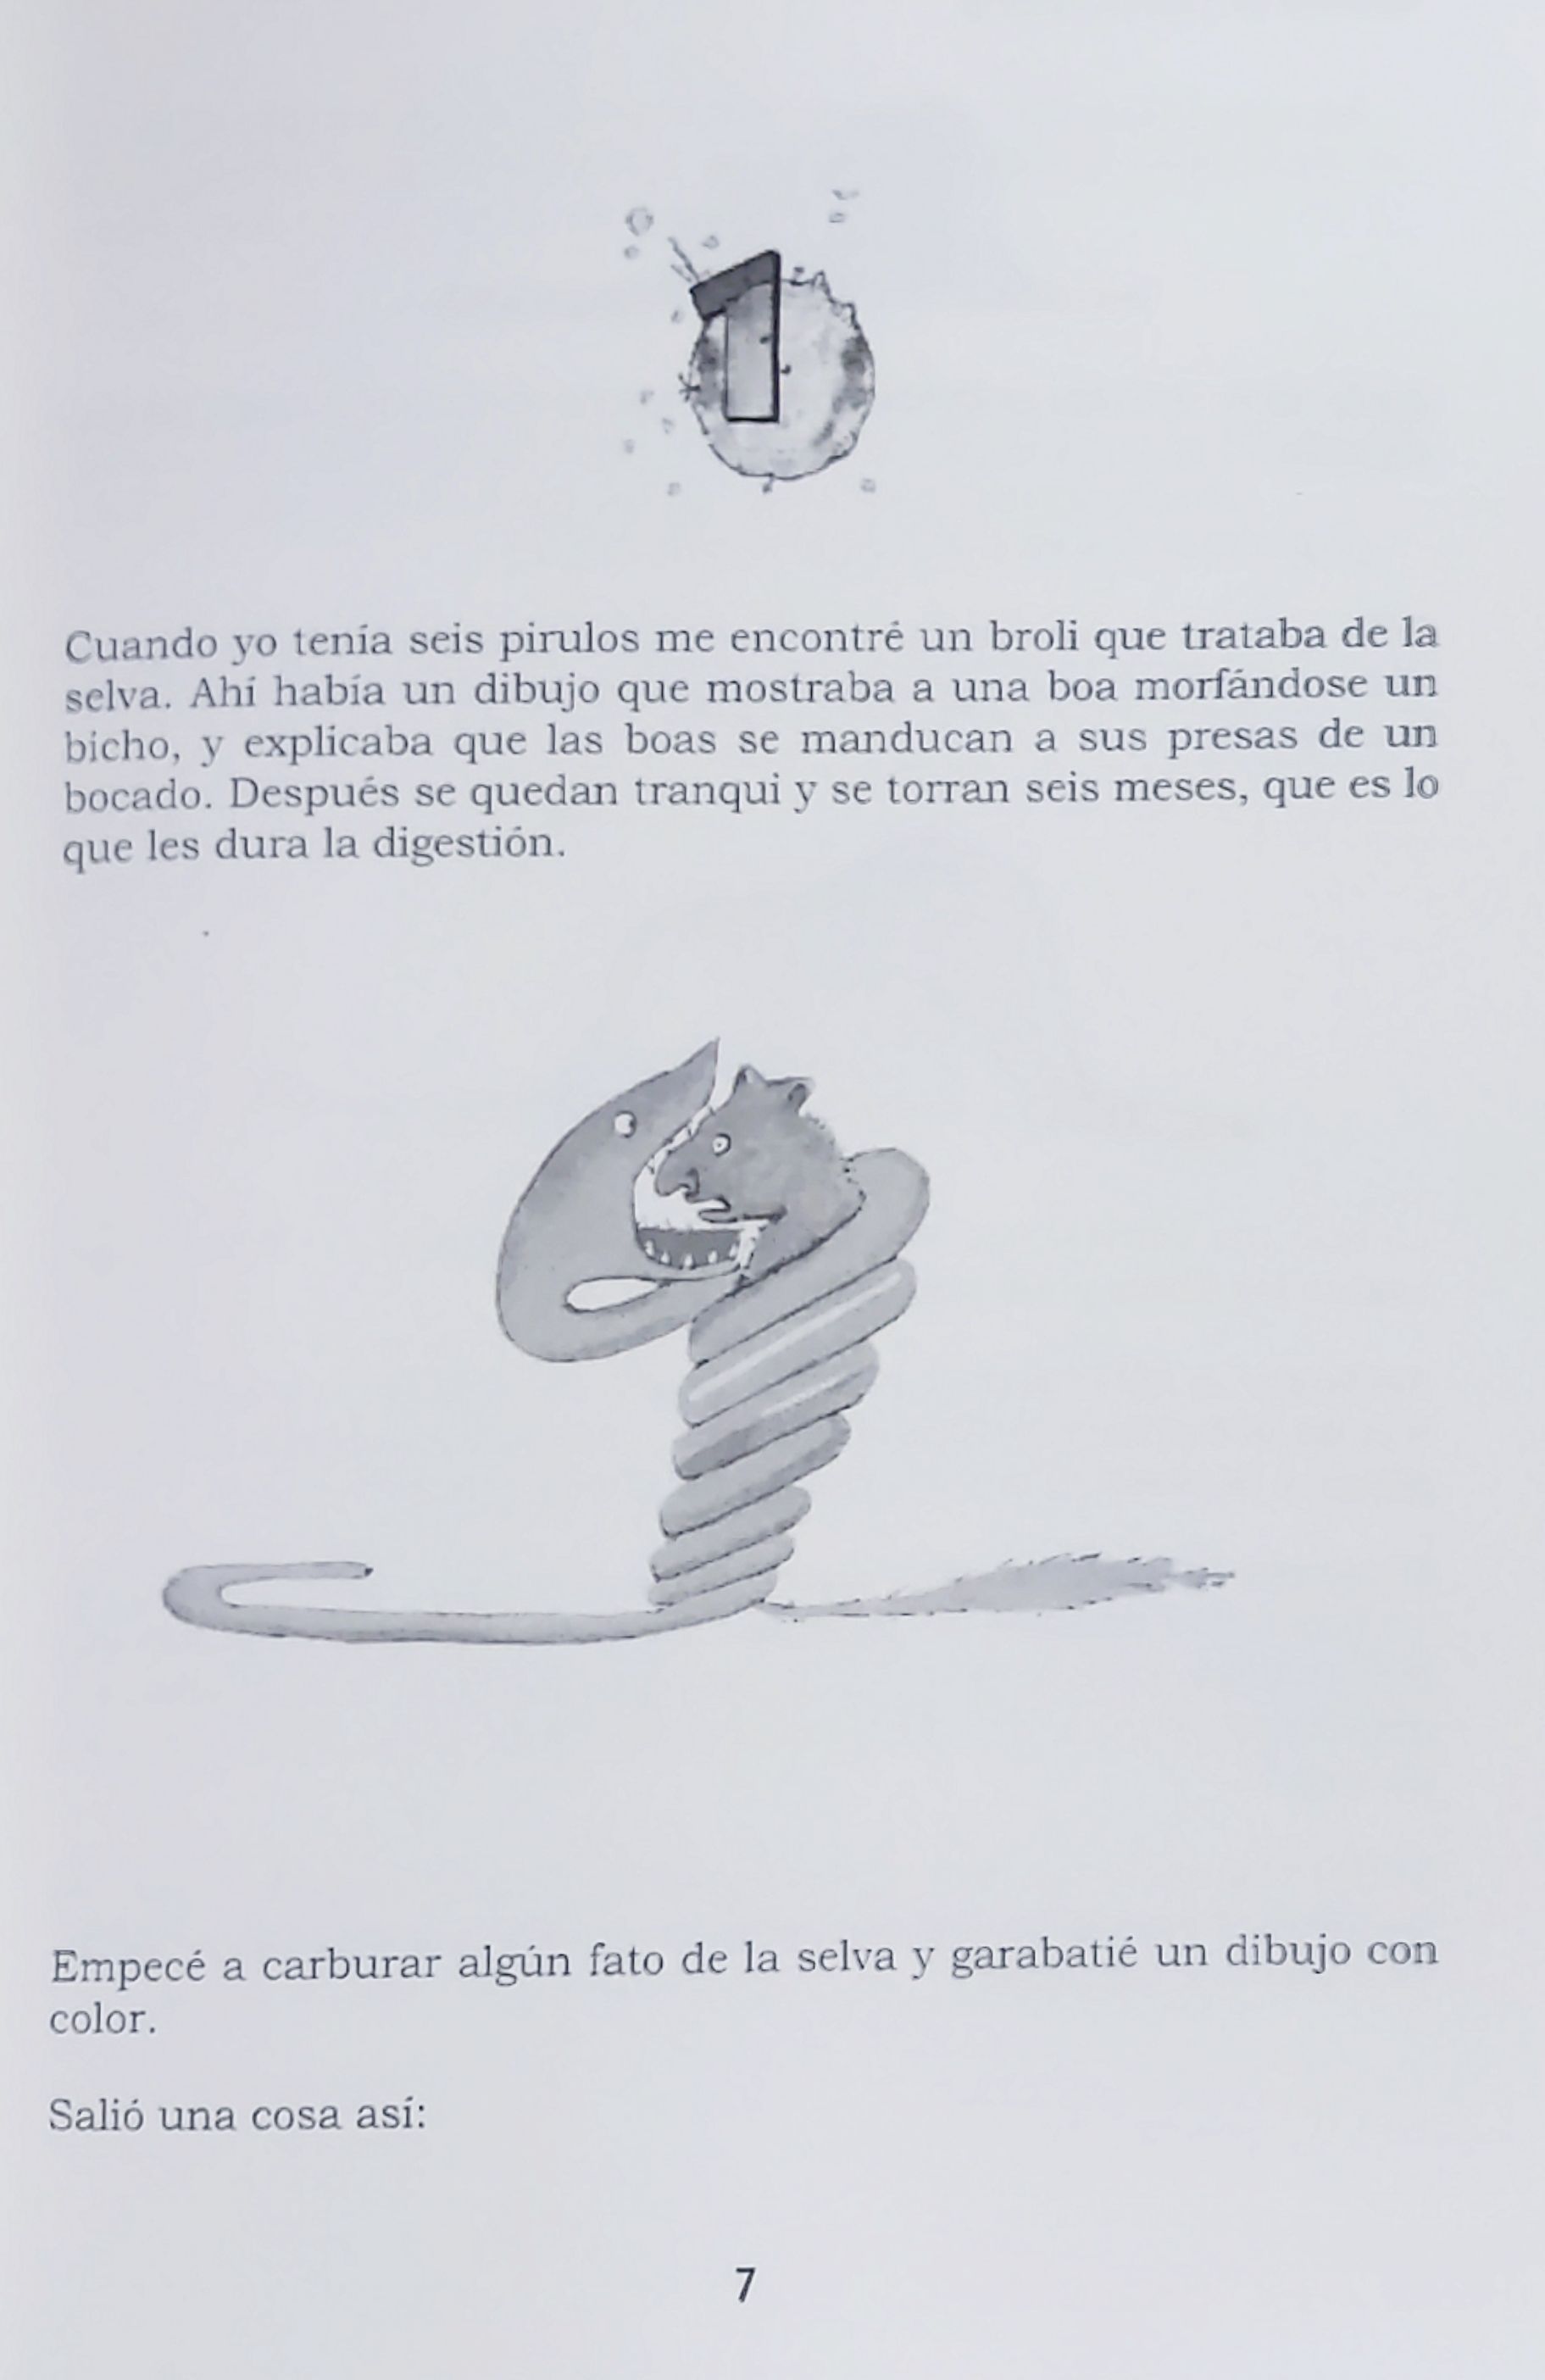 1
Cuando yo tenía seis pirulos me encontré un broli que trataba de la
selva. Ahí había un dibujo que mostraba a una boa morfándose un
bicho, y explicaba que las boas se manducan a sus presas de un
bocado. Después se quedan tranqui y se torran seis meses, que es lo
que les dura la digestión.
Empecé a carburar algún fato de la selva y garabatié un dibujo con
color.
Salió una cosa así:
7